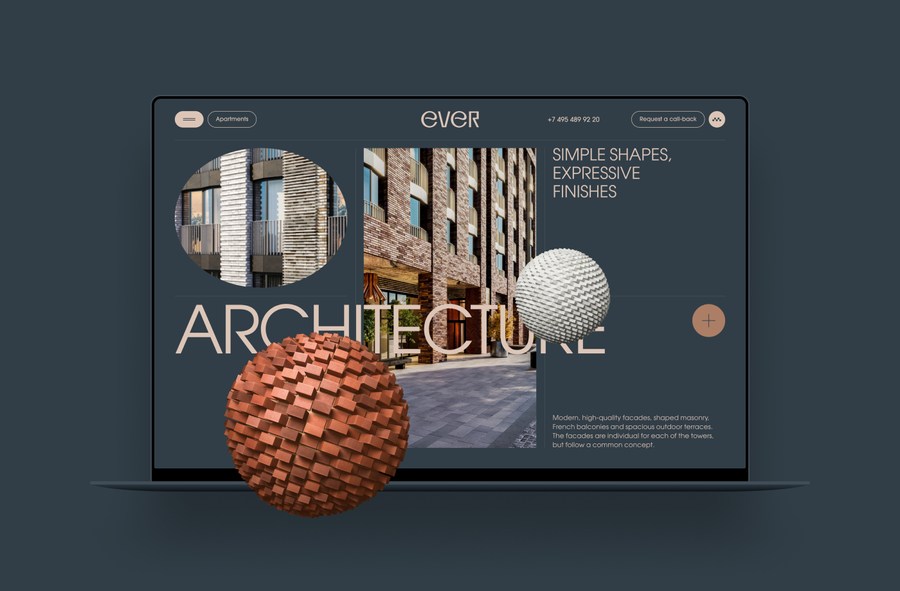 Apartments
ever
+7 495 489 92 20
Request a call-back
SIMPLE SHAPES,
EXPRESSIVE
FINISHES
ARCHITECTURE
Modern, high-quality facades, shaped masonry,
French balconies and spacious outdoor terraces.
The facades are individual for each of the towers,
but follow a common concept.